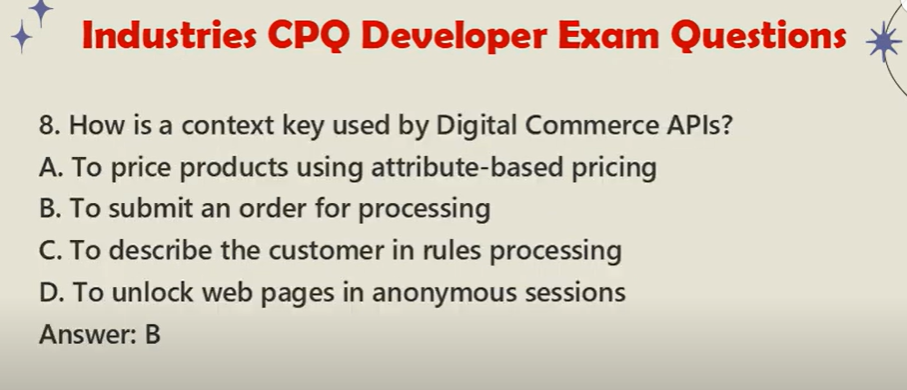 Industries CPQ Developer Exam Questions
8. How is a context key used by Digital Commerce APIs?
A. To price products using attribute-based pricing
B. To submit an order for processing
C. To describe the customer in rules processing
D. To unlock web pages in anonymous sessions
Answer: B